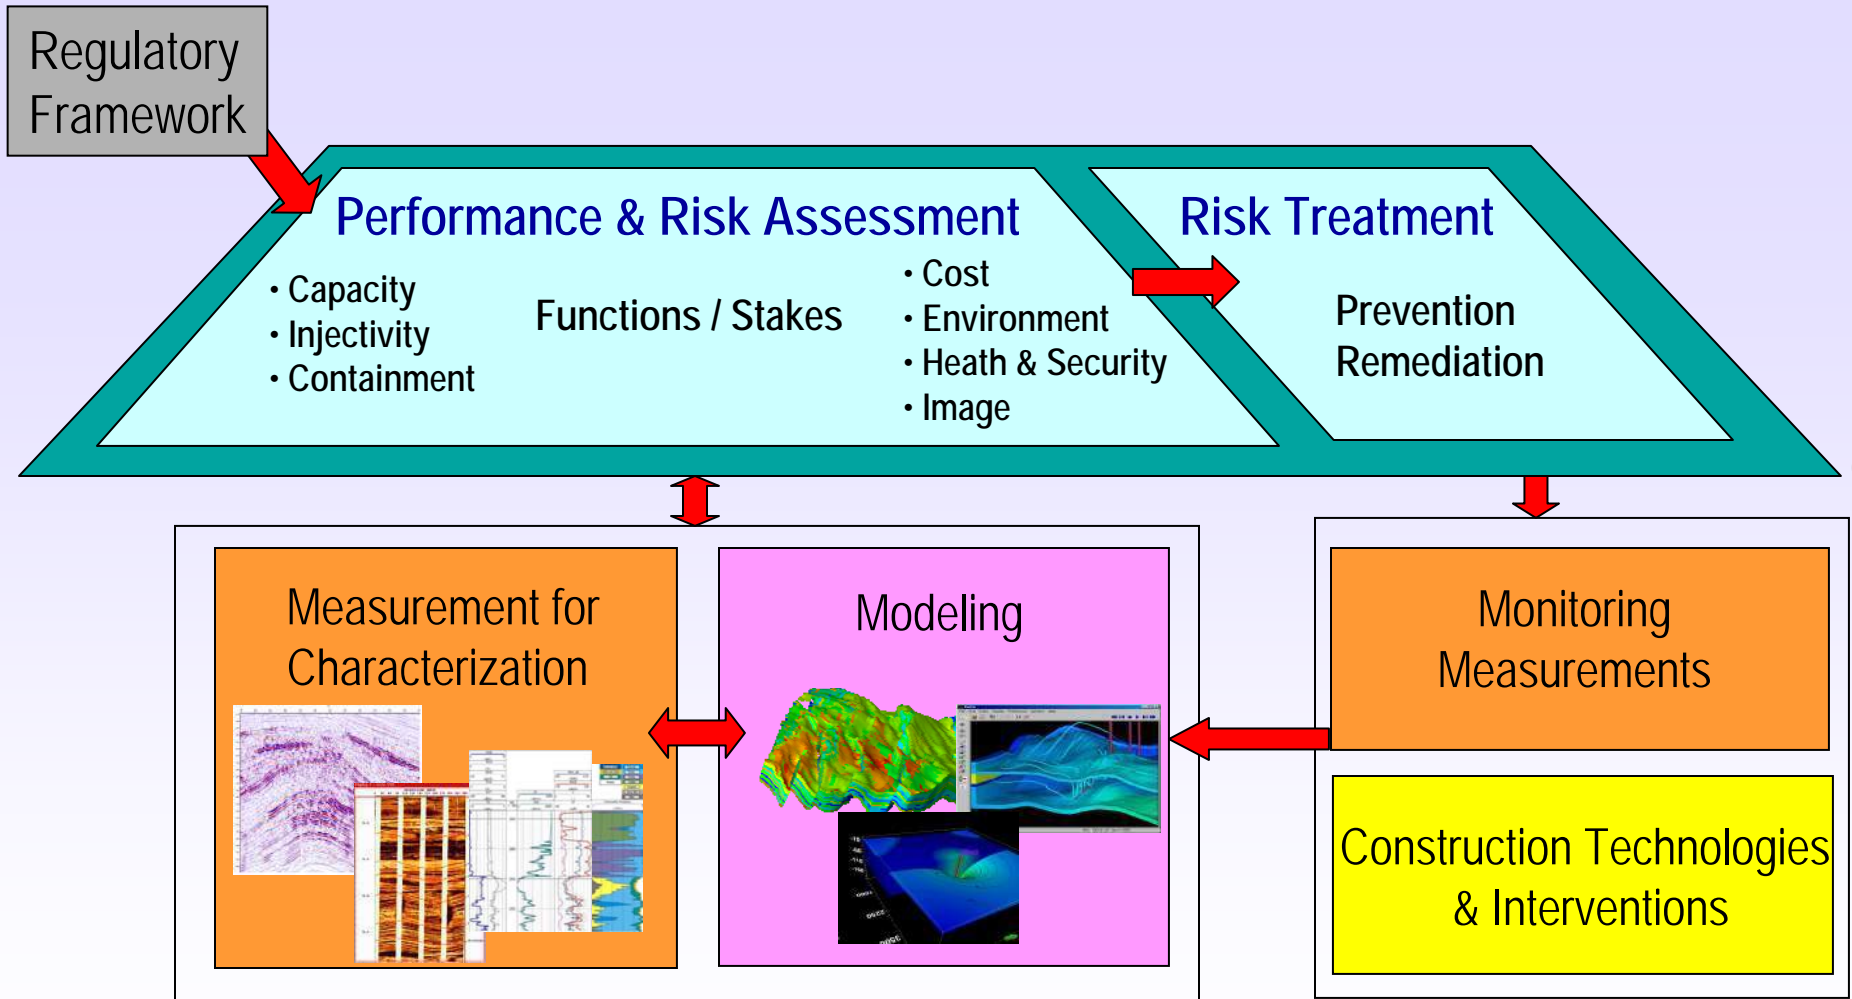 Regulatory
Framework
Performance & Risk Assessment
• Capacity
• Injectivity
• Containment
Functions / Stakes
• Cost
• Environment
• Heath & Security
• Image
Risk Treatment
Prevention
Remediation
Measurement for
Characterization
Modeling
Monitoring
Measurements
Construction Technologies
& Interventions